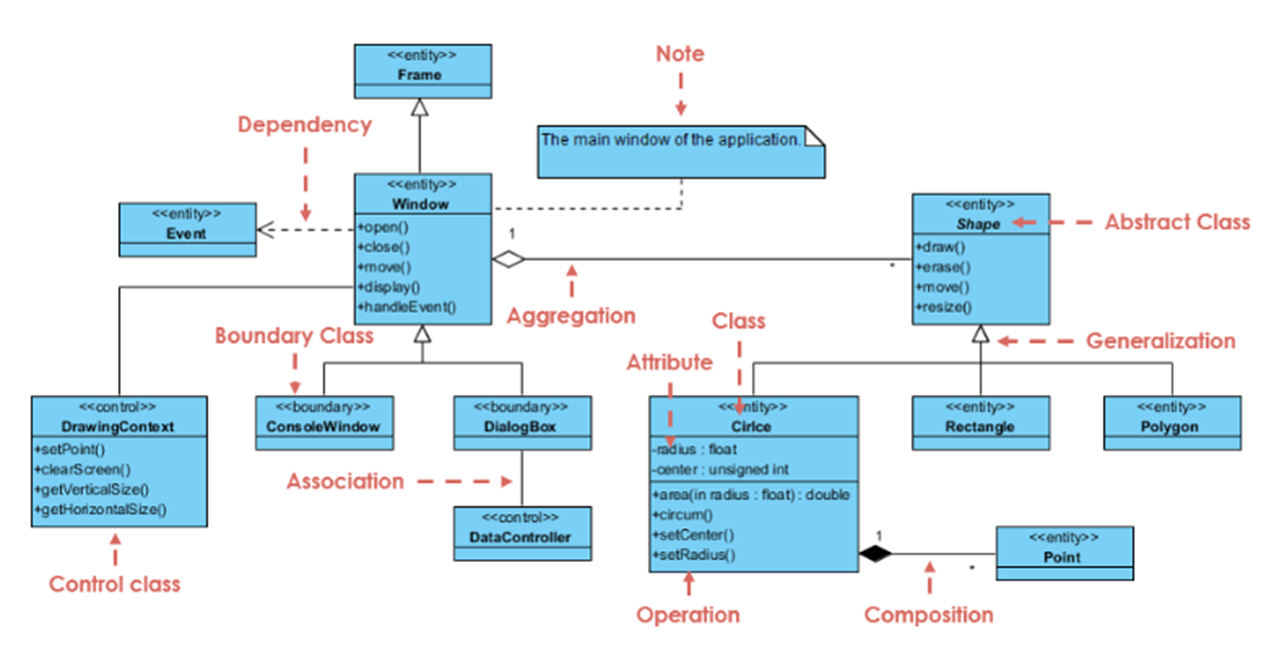 <<entity>>
Frame
Note
Dependency
The main window of the application.
<<entity>>
Window
+open()
+close()
+move()
+display()
+handleEvent()
<<entity>>
Event
1
*
Aggregation
<<entity>>
Shape
+draw()
+erase()
+move()
+resize()
Abstract Class
Generalization
Boundary Class
Class
Attribute
<<control>>
DrawingContext
+setPoint()
+clearScreen()
+getVerticalSize()
+getHorizontalSize()
Control class
<<boundary>>
ConsoleWindow
<<boundary>>
DialogBox
Association
<<control>>
DataController
<<entity>>
Cirlce
-radius : float
-center : unsigned int
+area(in radius : float) : double
+circum()
+setCenter()
+setRadius()
Operation
<<entity>>
Rectangle
<<entity>>
Polygon
1
*
Composition
<<entity>>
Point